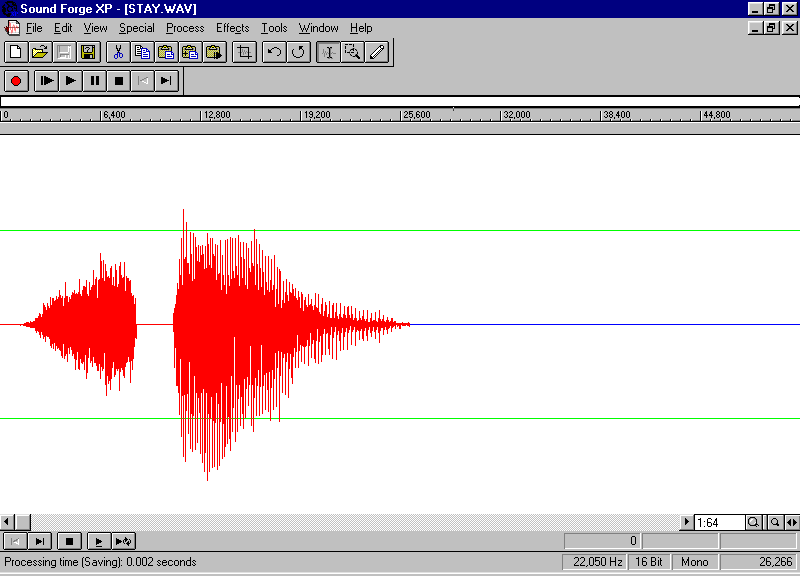 Sound Forge XP - [STAY.WAV]
File Edit View Special Process Effects Tools Window Help
0 6,400 12,800 19,200 25,600 32,000 38,400 44,800
1:64
0
Processing time (Saving): 0.002 seconds 22,050 Hz 16 Bit Mono 26,266